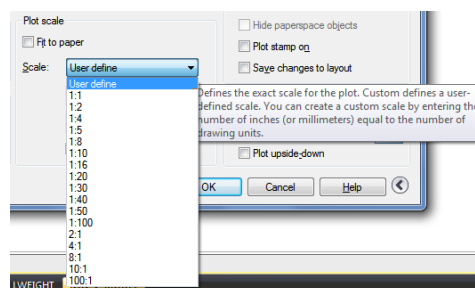 Plot scale
Fit to paper
Scale: User define
User define
1:1
1:2
1:4
1:5
1:8
1:10
1:16
1:20
1:30
1:40
1:50
1:100
2:1
4:1
8:1
10:1
100:1
Hide paperspace objects
Plot stamp on
Save changes to layout
Defines the exact scale for the plot. Custom defines a user-
defined scale. You can create a custom scale by entering the
number of inches (or millimeters) equal to the number of
drawing units.
Plot upside-down
OK Cancel Help
LWEIGHT